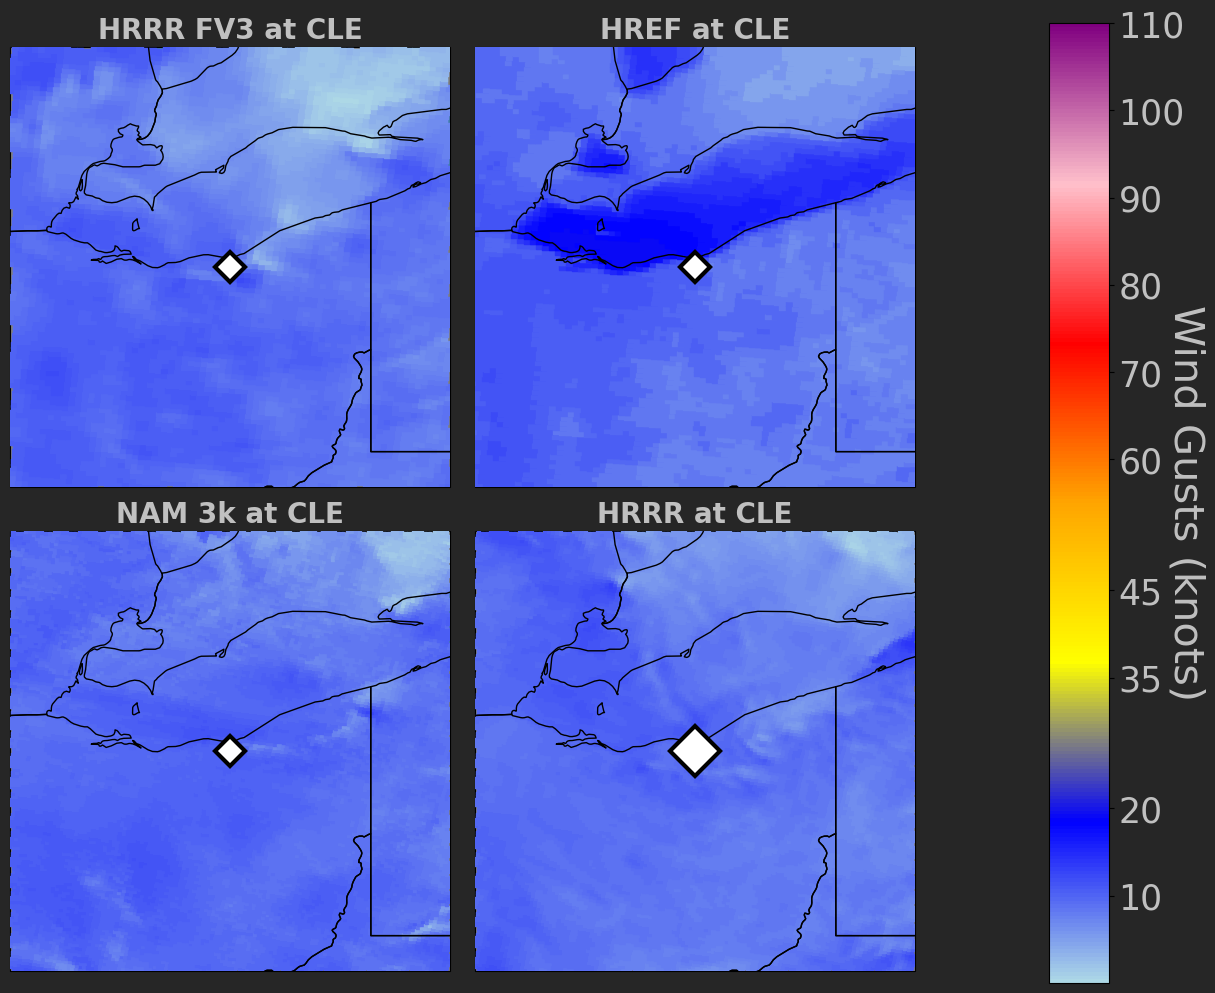 HRRR FV3 at CLE
HREF at CLE
NAM 3k at CLE
HRRR at CLE
110
100
90
80
70
60
45
35
20
10
Wind Gusts (knots)